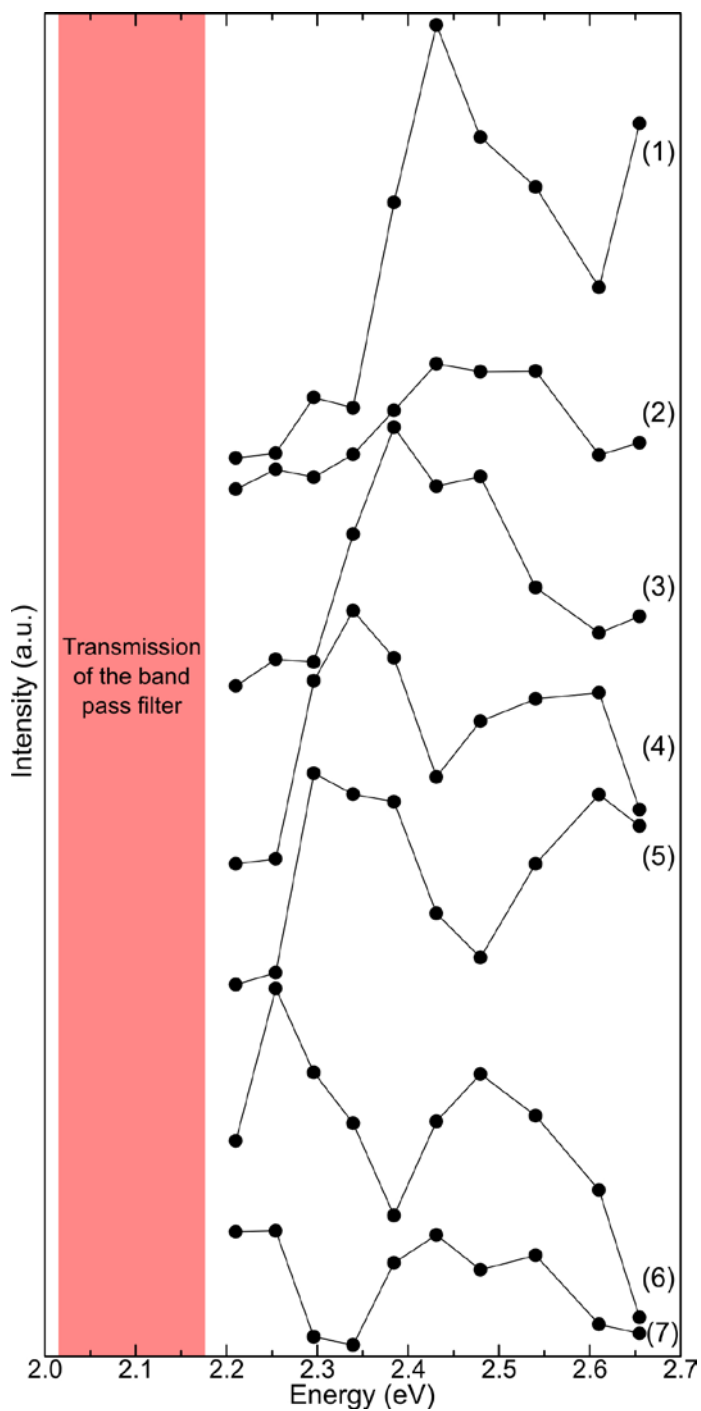 (1)
(2)
(3)
Intensity (a.u.)
Transmission
of the band
pass filter
(4)
(5)
(6)
(7)
2.0 2.1 2.2 2.3 2.4 2.5 2.6 2.7
Energy (eV)